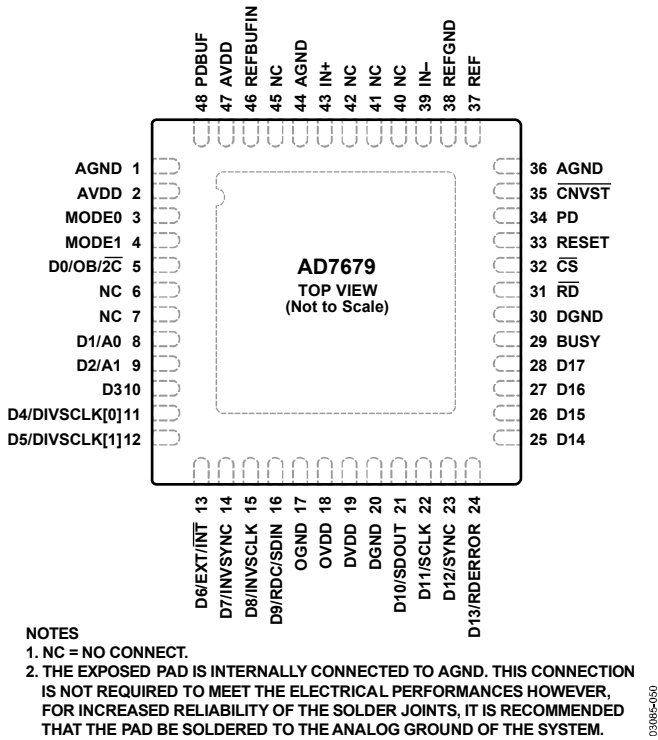 48 PDBUF
47 AVDD
46 REFBUFIN
45 NC
44 AGND
43 IN+
42 NC
41 NC
40 NC
39 IN–
38 REFGND
37 REF
AGND 1
AVDD 2
MODE0 3
MODE1 4
D0/OB/2C̅ 5
NC 6
NC 7
D1/A0 8
D2/A1 9
D310
D4/DIVSCLK[0]11
D5/DIVSCLK[1]12
AD7679
TOP VIEW
(Not to Scale)
36 AGND
35 C̅N̅V̅S̅T̅
34 PD
33 RESET
32 C̅S̅
31 R̅D̅
30 DGND
29 BUSY
28 D17
27 D16
26 D15
25 D14
D6/EXT/I̅N̅T̅ 13
D7/INVSYNC 14
D8/INVSCLK 15
D9/RDC/SDIN 16
OGND 17
OVDD 18
DVDD 19
DGND 20
D10/SDOUT 21
D11/SCLK 22
D12/SYNC 23
D13/RDERROR 24
NOTES
1. NC = NO CONNECT.
2. THE EXPOSED PAD IS INTERNALLY CONNECTED TO AGND. THIS CONNECTION
IS NOT REQUIRED TO MEET THE ELECTRICAL PERFORMANCES HOWEVER,
FOR INCREASED RELIABILITY OF THE SOLDER JOINTS, IT IS RECOMMENDED
THAT THE PAD BE SOLDERED TO THE ANALOG GROUND OF THE SYSTEM.
03085-050